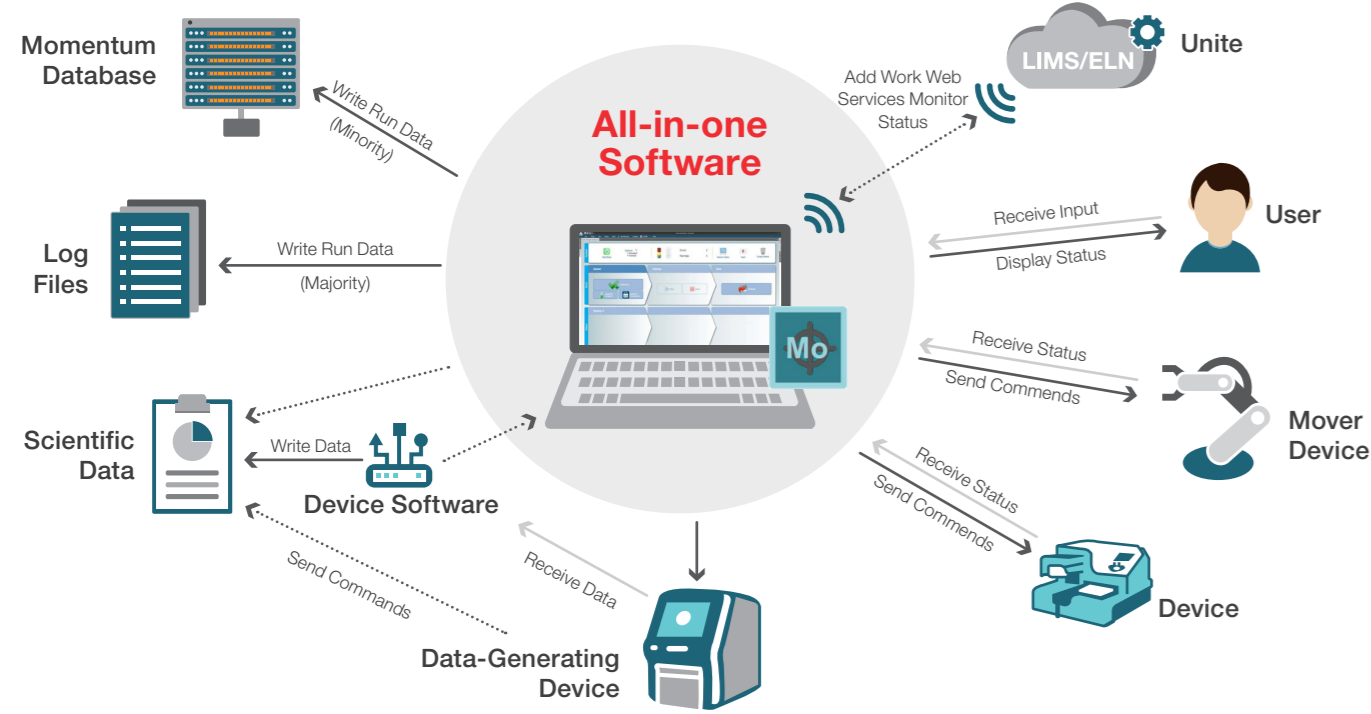 Momentum
Database
Write Run Data
(Minority)
All-in-one
Software
Add Work Web
Services Monitor
Status
LIMS/ELN
Unite
Log
Files
Write Run Data
(Majority)
Receive Input
Display Status
User
Mo
Receive Status
Send Commends
Mover
Device
Scientific
Data
Write Data
Device Software
Receive Status
Send Commends
Device
Send Commands
Receive Data
Data-Generating
Device